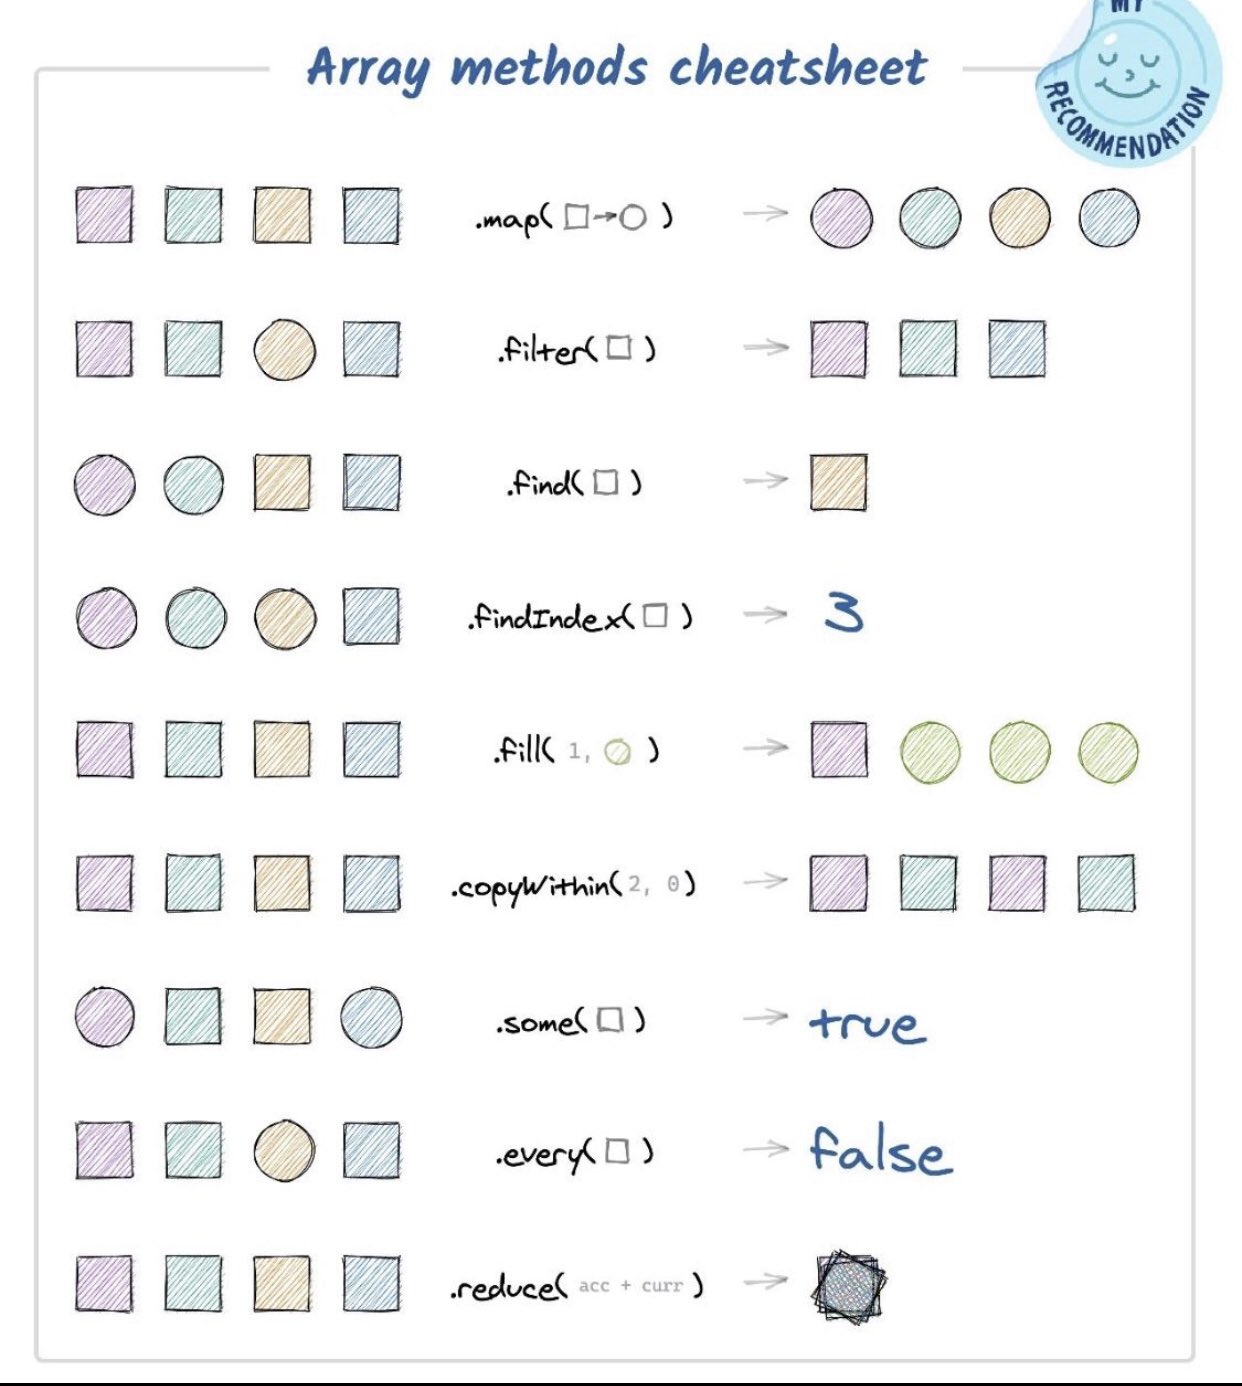 MY
RECOMMENDATION
Array methods cheatsheet
.map( → )
.filter( )
.find( )
.findIndex( )
3
.fill( 1, )
.copyWithin(2, 0)
.some( )
true
.every( )
false
.reduce( acc + curr )